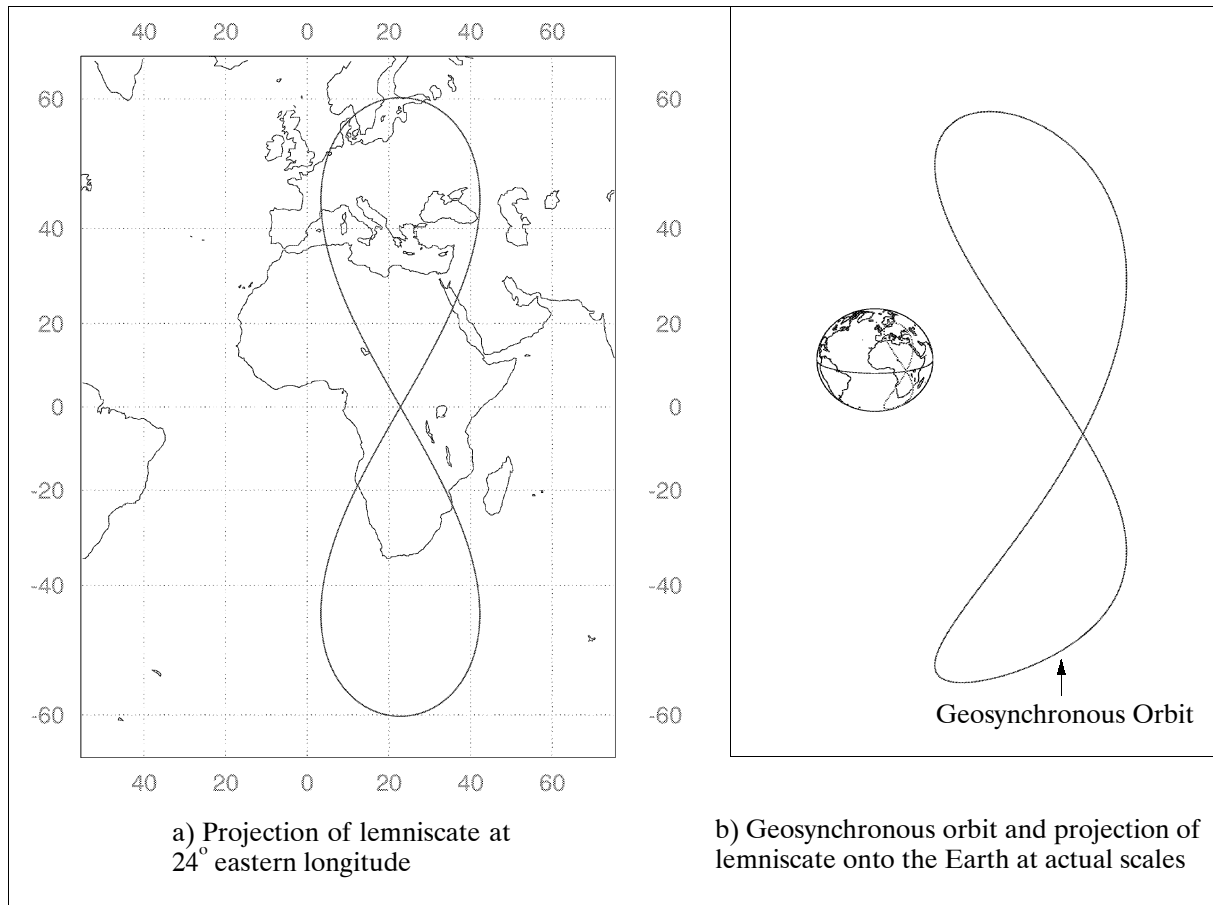 40 20 0 20 40 60
60 60
40 40
20 20
0 0
-20 -20
-40 -40
-60 -60
40 20 0 20 40 60
Geosynchronous Orbit
a) Projection of lemniscate at
24° eastern longitude
b) Geosynchronous orbit and projection of
lemniscate onto the Earth at actual scales